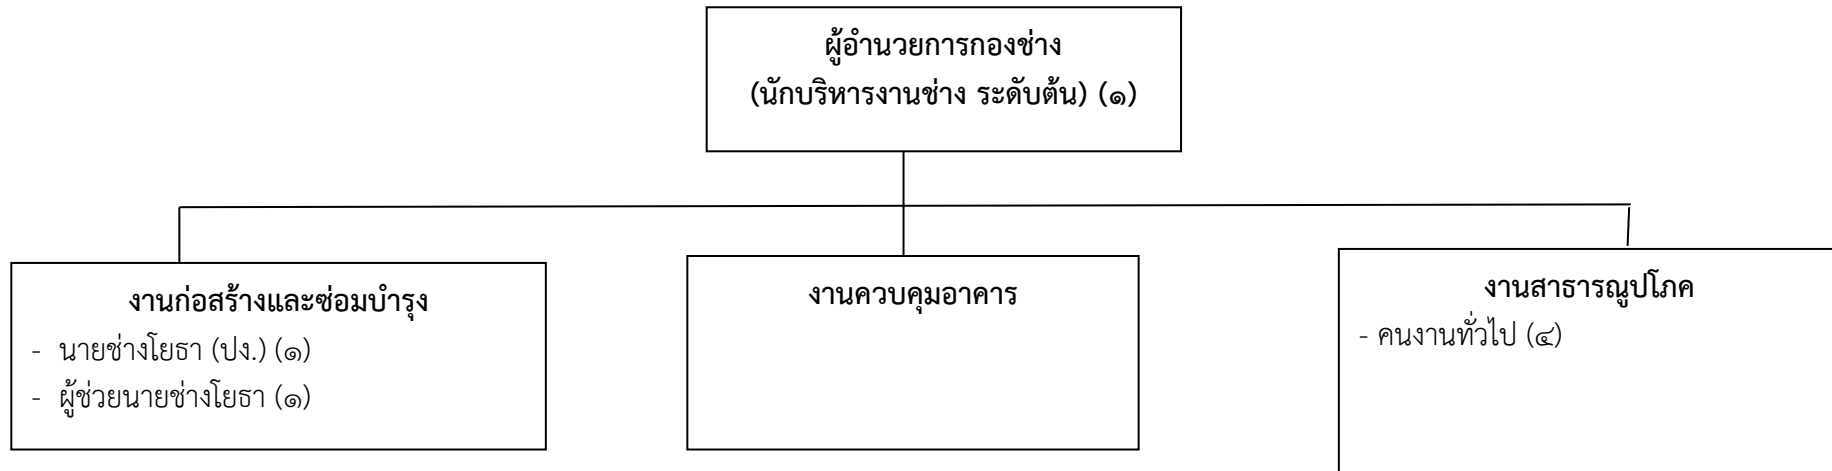 ผู้อำนวยการกองช่าง
(นักบริหารงานช่าง ระดับต้น) (๑)
งานก่อสร้างและซ่อมบำรุง
- นายช่างโยธา (ปง.) (๑)
- ผู้ช่วยนายช่างโยธา (๑)
งานควบคุมอาคาร
งานสาธารณูปโภค
- คนงานทั่วไป (๔)